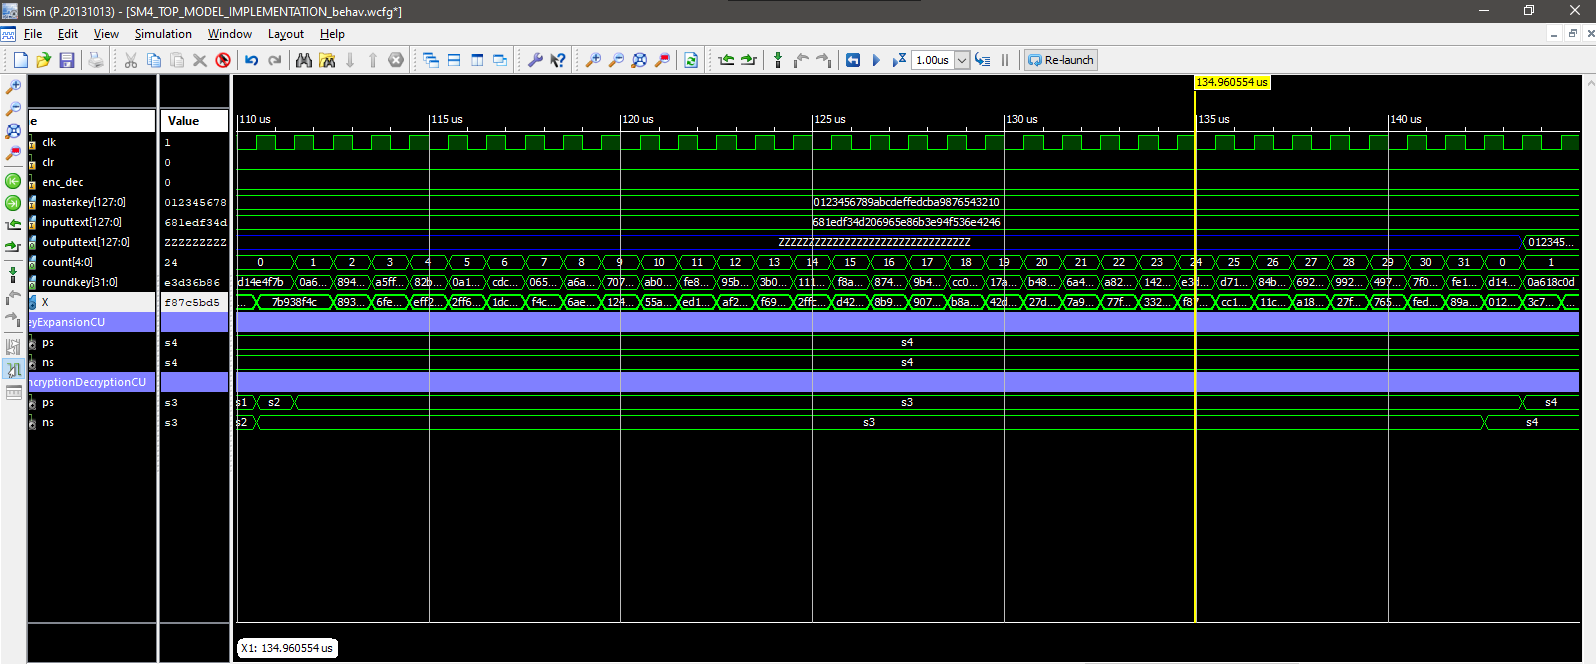 ISim (P.20131013) - [SM4_TOP_MODEL_IMPLEMENTATION_behav.wcfg*]
File Edit View Simulation Window Layout Help
1.00us Re-launch
134.960554 us
e Value 110 us 115 us 120 us 125 us 130 us 135 us 140 us
clk 1
clr 0
enc_dec 0
masterkey[127:0] 012345678 0123456789abcdeffedcba9876543210
inputtext[127:0] 681edf34d 681edf34d206965e86b3e94f536e4246
outputtext[127:0] ZZZZZZZZZ ZZZZZZZZZZZZZZZZZZZZZZZZZZZZZZZZ 012345...
count[4:0] 24 0 1 2 3 4 5 6 7 8 9 10 11 12 13 14 15 16 17 18 19 20 21 22 23 24 25 26 27 28 29 30 31 0 1
roundkey[31:0] e3d36b86 d14e4f7b 0a6... 894... a5ff... 82b... 0a1... cdc... 065... a6a... 707... ab0... fe8... 95b... 3b0... 111... f8a... 874... 9b4... cc0... 17a... b48... 6a4... a82... 142... e3d... d71... 84b... 692... 992... 497... 7f0... fe1... d14... 0a618c0d
X f87c5bd5 ... 7b938f4c 893... 6fe... eff2... 2ff6... 1dc... f4c... 6ae... 124... 55a... ed1... af2... f69... 2ff... d42... 8b9... 907... b8a... 42d... 27d... 7a9... 77f... 332... f87... cc1... 11c... a18... 27f... 765... fed... 89a... 012... 3c7... ...
eyExpansionCU
ps s4 s4
ns s4 s4
ncryptionDecryptionCU
ps s3 s1 s2 s3 s4
ns s3 s2 s3 s4
X1: 134.960554 us